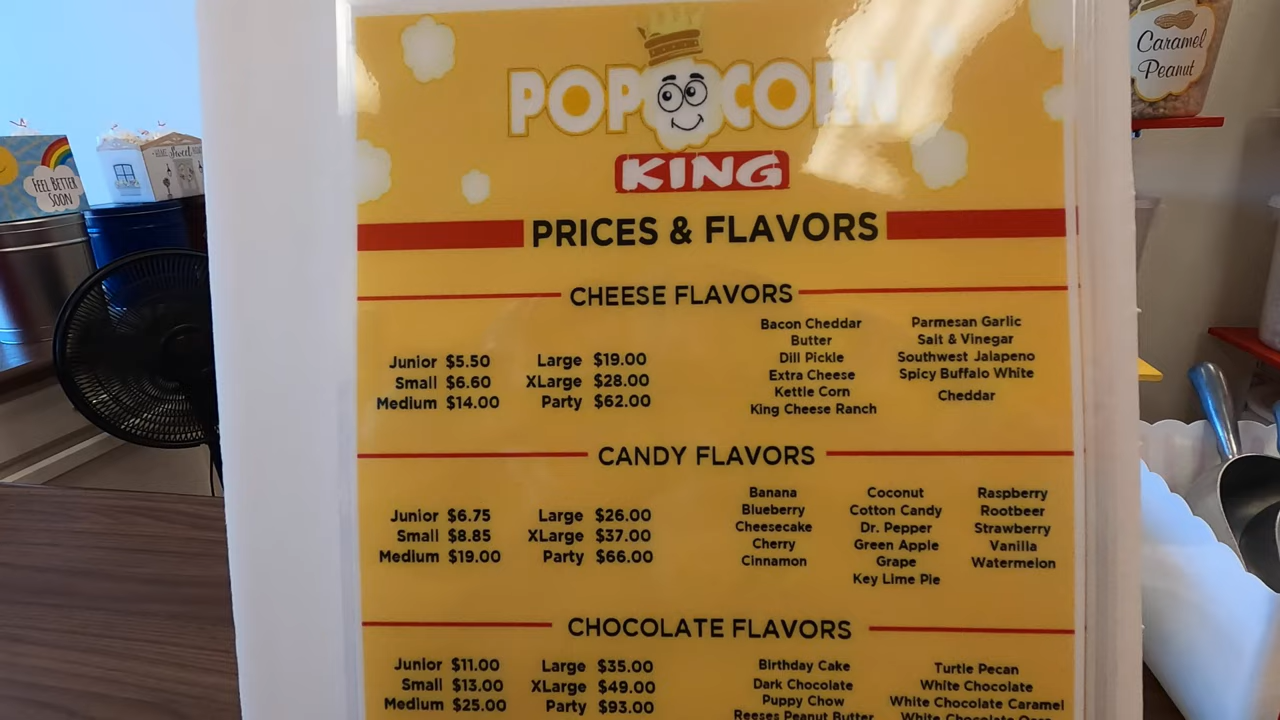 POPCORN
KING
PRICES & FLAVORS
CHEESE FLAVORS
Junior $5.50
Small $6.60
Medium $14.00
Large $19.00
XLarge $28.00
Party $62.00
Bacon Cheddar
Butter
Dill Pickle
Extra Cheese
Kettle Corn
King Cheese Ranch
Parmesan Garlic
Salt & Vinegar
Southwest Jalapeno
Spicy Buffalo White
Cheddar
CANDY FLAVORS
Junior $6.75
Small $8.85
Medium $19.00
Large $26.00
XLarge $37.00
Party $66.00
Banana
Blueberry
Cheesecake
Cherry
Cinnamon
Coconut
Cotton Candy
Dr. Pepper
Green Apple
Grape
Key Lime Pie
Raspberry
Rootbeer
Strawberry
Vanilla
Watermelon
CHOCOLATE FLAVORS
Junior $11.00
Small $13.00
Medium $25.00
Large $35.00
XLarge $49.00
Party $93.00
Birthday Cake
Dark Chocolate
Puppy Chow
Reeses Peanut Butter
Turtle Pecan
White Chocolate
White Chocolate Caramel
White Chocolate
Caramel
Peanut
FEEL BETTER
SOON
Sweet